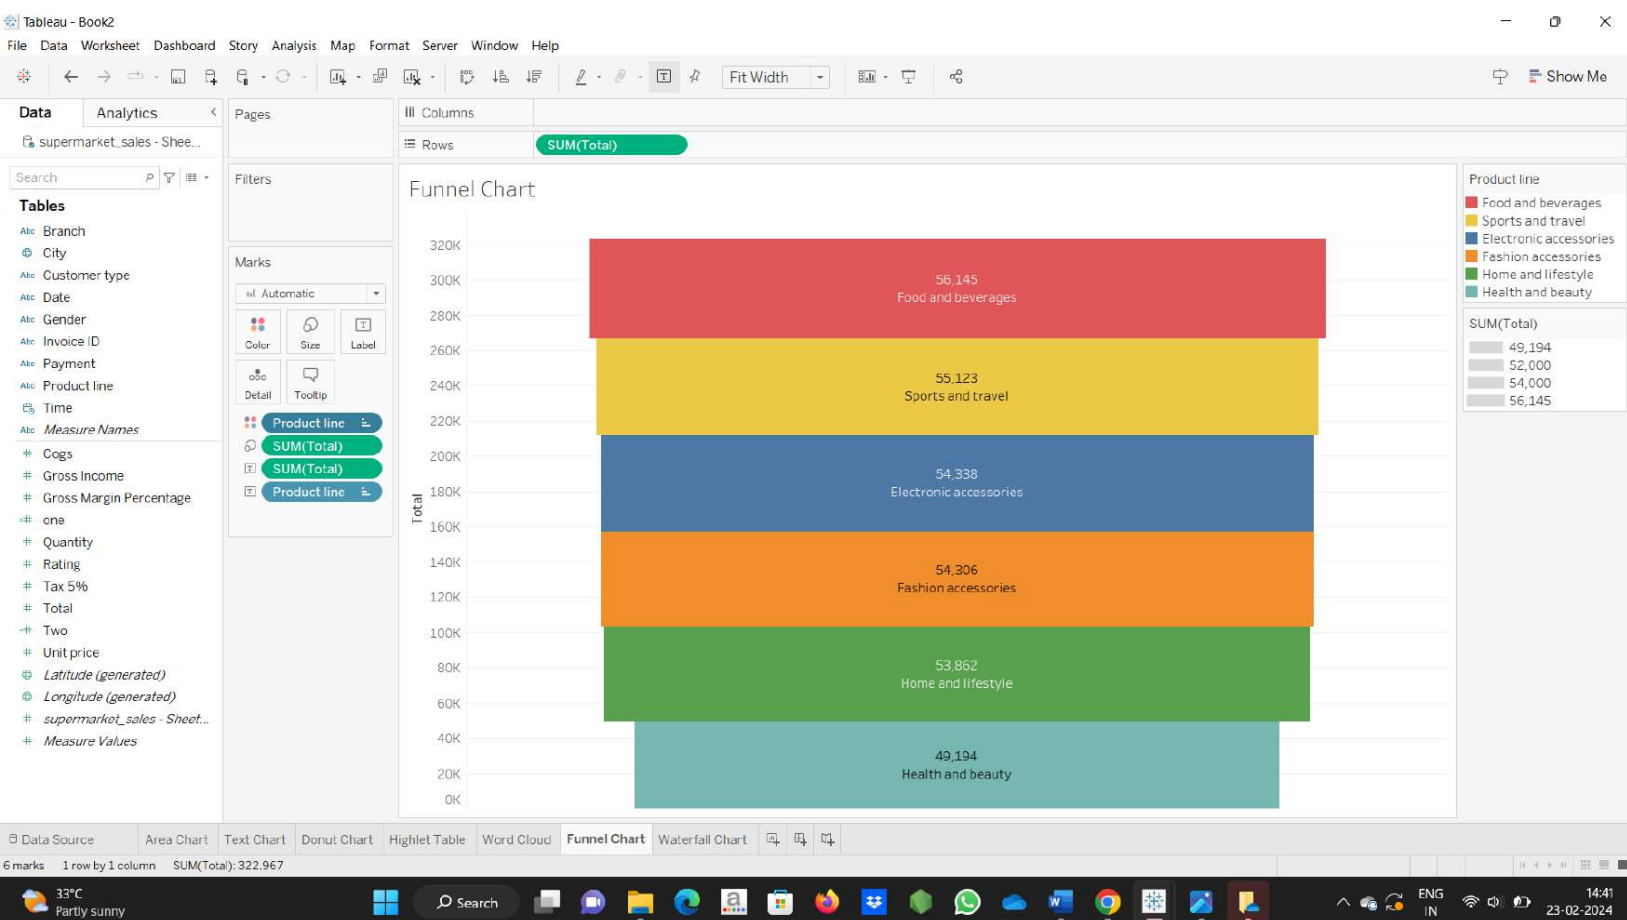 Tableau - Book2
File Data Worksheet Dashboard Story Analysis Map Format Server Window Help
Fit Width
Show Me
Data Analytics
supermarket_sales - Shee...
Search
Tables
Abc Branch
City
Abc Customer type
Abc Date
Abc Gender
Abc Invoice ID
Abc Payment
Abc Product line
Time
Abc Measure Names
# Cogs
# Gross Income
# Gross Margin Percentage
=# one
# Quantity
# Rating
# Tax 5%
# Total
=# Two
# Unit price
Latitude (generated)
Longitude (generated)
# supermarket_sales - Sheet...
# Measure Values
Pages
Filters
Marks
Automatic
Color Size Label
Detail Tooltip
Product line
SUM(Total)
SUM(Total)
Product line
Columns
Rows SUM(Total)
Funnel Chart
Total
320K
300K
280K
260K
240K
220K
200K
180K
160K
140K
120K
100K
80K
60K
40K
20K
0K
56,145
Food and beverages
55,123
Sports and travel
54,338
Electronic accessories
54,306
Fashion accessories
53,862
Home and lifestyle
49,194
Health and beauty
Product line
Food and beverages
Sports and travel
Electronic accessories
Fashion accessories
Home and lifestyle
Health and beauty
SUM(Total)
49,194
52,000
54,000
56,145
Data Source Area Chart Text Chart Donut Chart Highlet Table Word Cloud Funnel Chart Waterfall Chart
6 marks 1 row by 1 column SUM(Total): 322,967
33°C
Partly sunny
Search
ENG
IN
14:41
23-02-2024